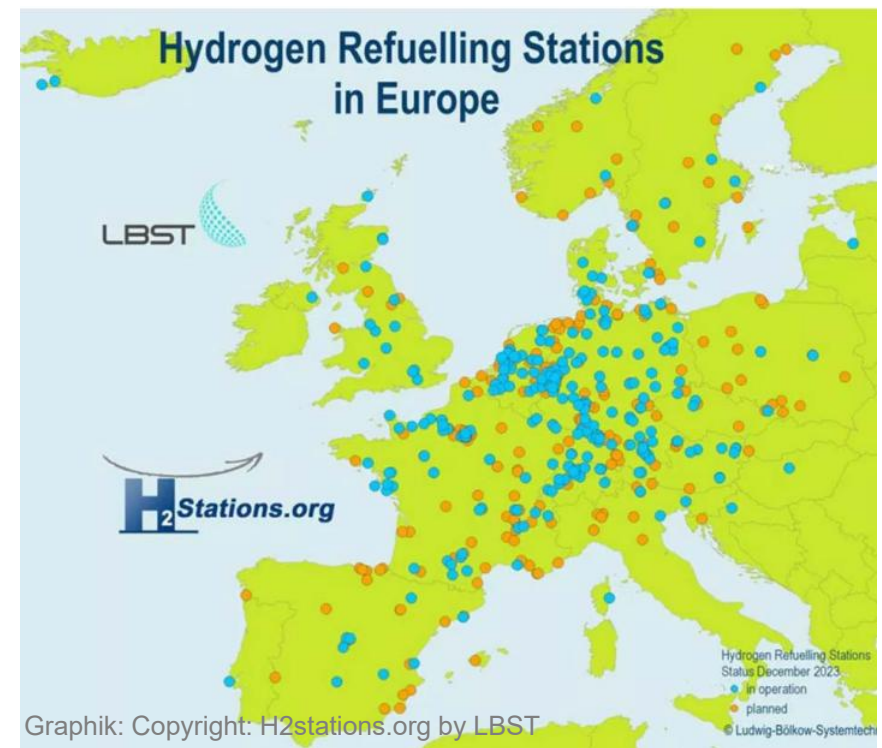 Hydrogen Refuelling Stations
in Europe
LBST
H2Stations.org
Hydrogen Refuelling Stations
Status December 2023
in operation
planned
Graphik: Copyright: H2stations.org by LBST
© Ludwig-Bölkow-Systemtech